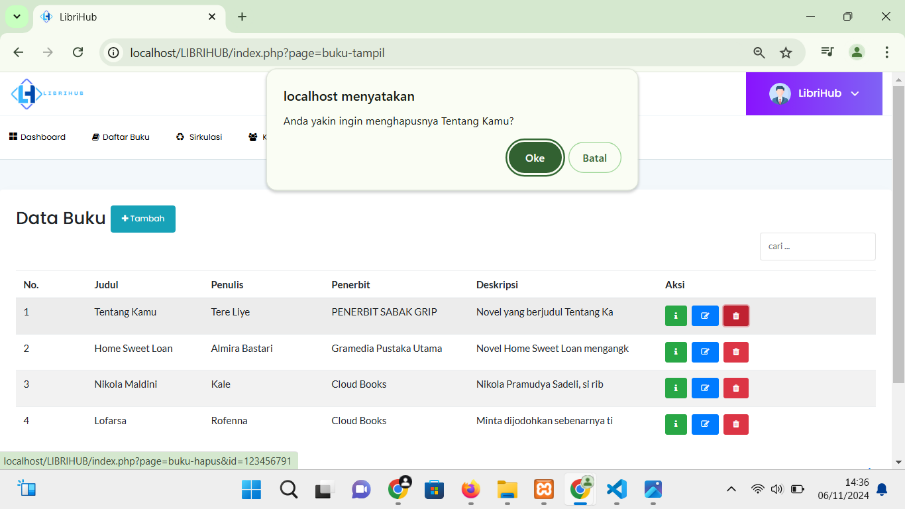 LibriHub
localhost/LIBRIHUB/index.php?page=buku-tampil
localhost menyatakan
Anda yakin ingin menghapusnya Tentang Kamu?
Oke Batal
LIBRIHUB
LibriHub
Dashboard Daftar Buku Sirkulasi K
Data Buku + Tambah
cari ...
No. Judul Penulis Penerbit Deskripsi Aksi
1 Tentang Kamu Tere Liye PENERBIT SABAK GRIP Novel yang berjudul Tentang Ka
2 Home Sweet Loan Almira Bastari Gramedia Pustaka Utama Novel Home Sweet Loan mengangk
3 Nikola Maldini Kale Cloud Books Nikola Pramudya Sadeli, si rib
4 Lofarsa Rofenna Cloud Books Minta dijodohkan sebenarnya ti
localhost/LIBRIHUB/index.php?page=buku-hapus&id=123456791
14:36
06/11/2024